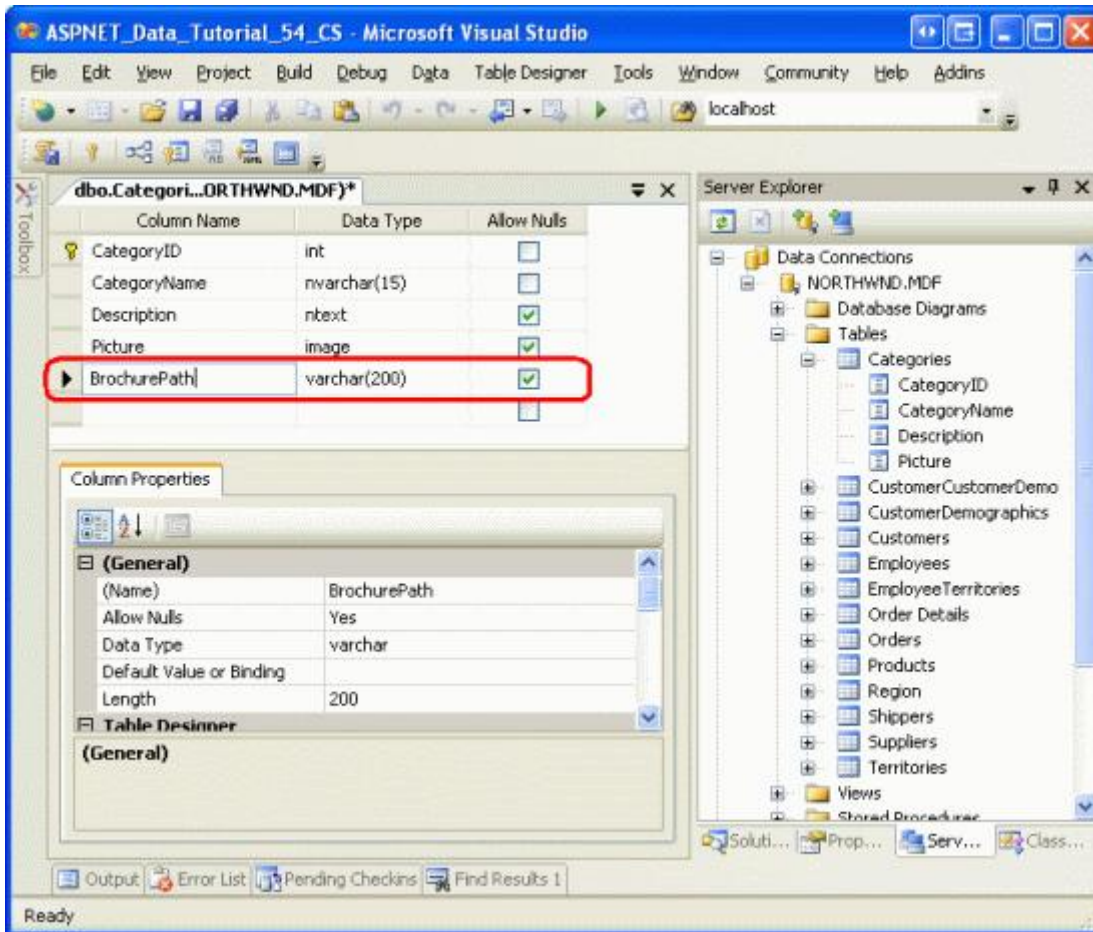 ASPNET_Data_Tutorial_54_CS - Microsoft Visual Studio
File Edit View Project Build Debug Data Table Designer Tools Window Community Help Addins
localhost
Toolbox
dbo.Categori...ORTHWND.MDF)*
Column Name Data Type Allow Nulls
CategoryID int
CategoryName nvarchar(15)
Description ntext
Picture image
BrochurePath varchar(200)
Column Properties
(General)
(Name) BrochurePath
Allow Nulls Yes
Data Type varchar
Default Value or Binding
Length 200
Table Designer
(General)
Server Explorer
Data Connections
NORTHWND.MDF
Database Diagrams
Tables
Categories
CategoryID
CategoryName
Description
Picture
CustomerCustomerDemo
CustomerDemographics
Customers
Employees
EmployeeTerritories
Order Details
Orders
Products
Region
Shippers
Suppliers
Territories
Views
Stored Procedures
Soluti... Prop... Serv... Class...
Output Error List Pending Checkins Find Results 1
Ready